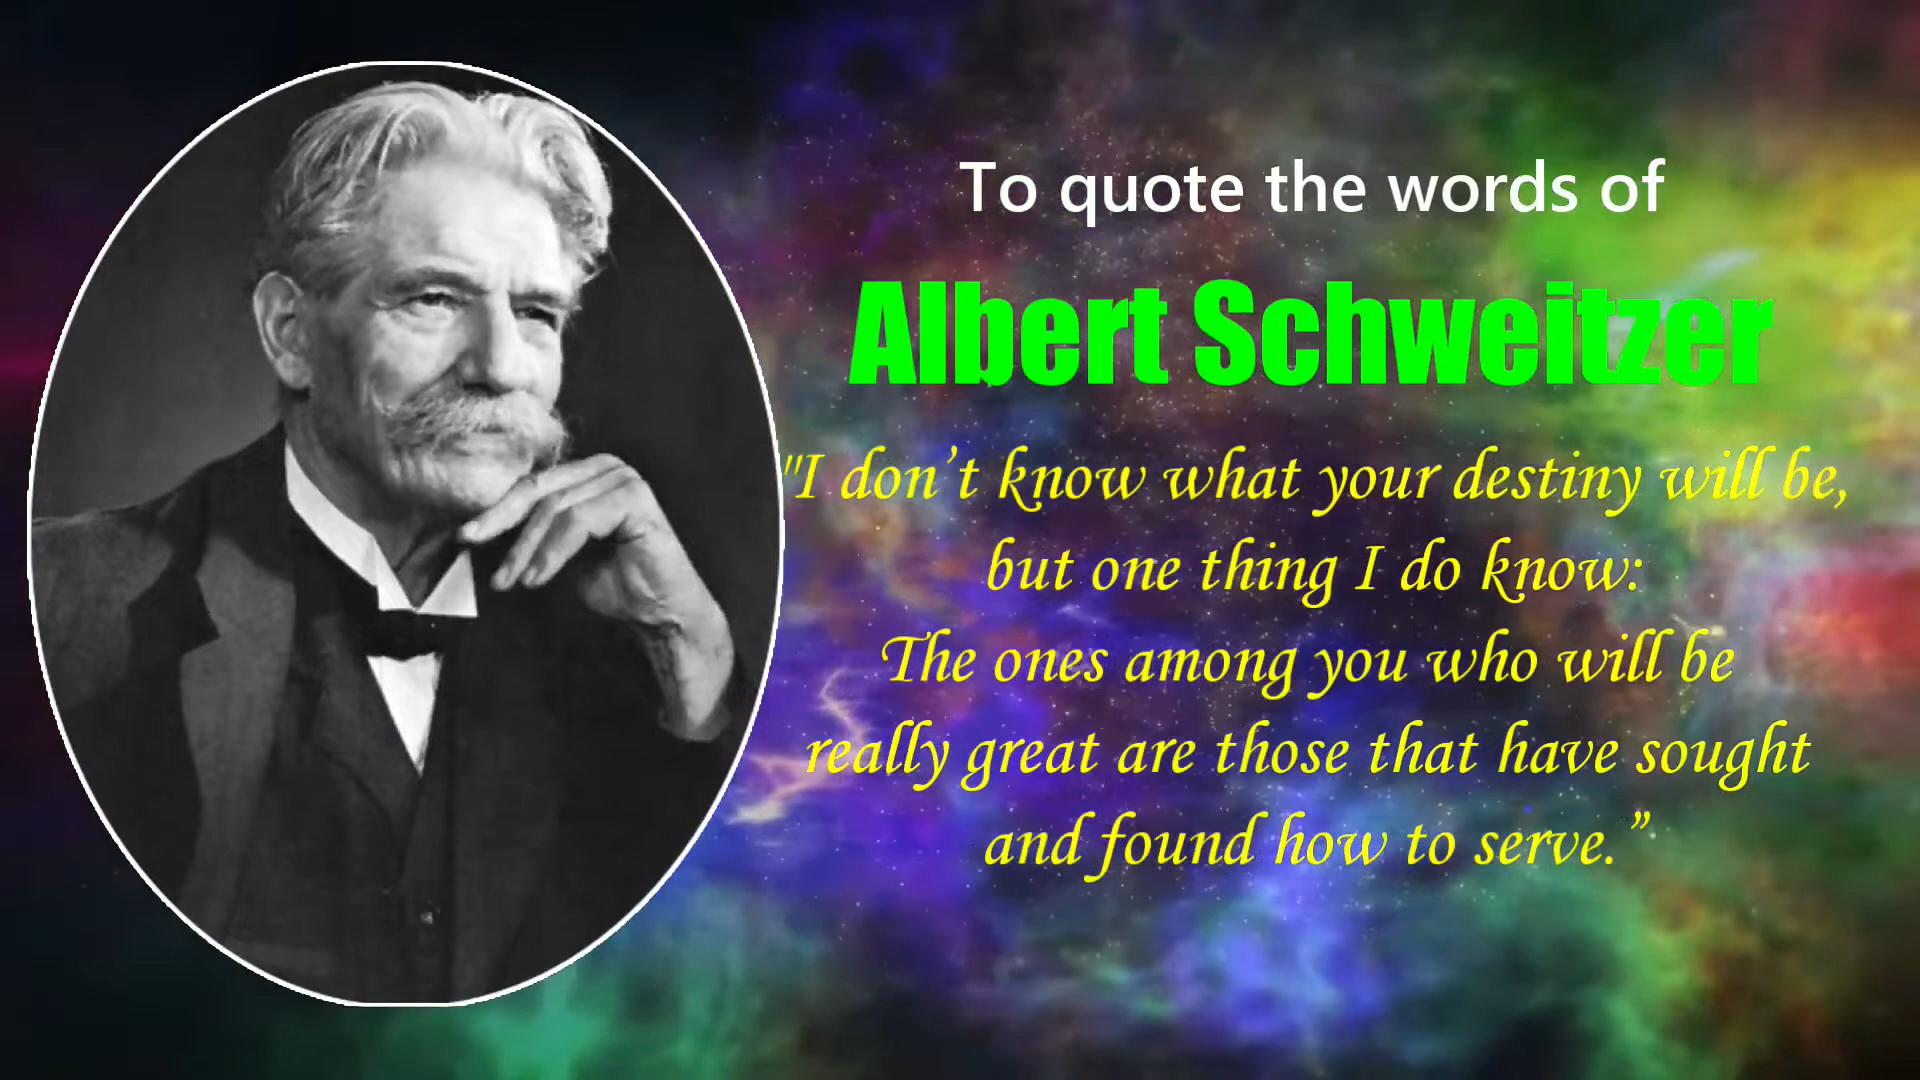 To quote the words of
Albert Schweitzer
"I don’t know what your destiny will be,
but one thing I do know:
The ones among you who will be
really great are those that have sought
and found how to serve.”